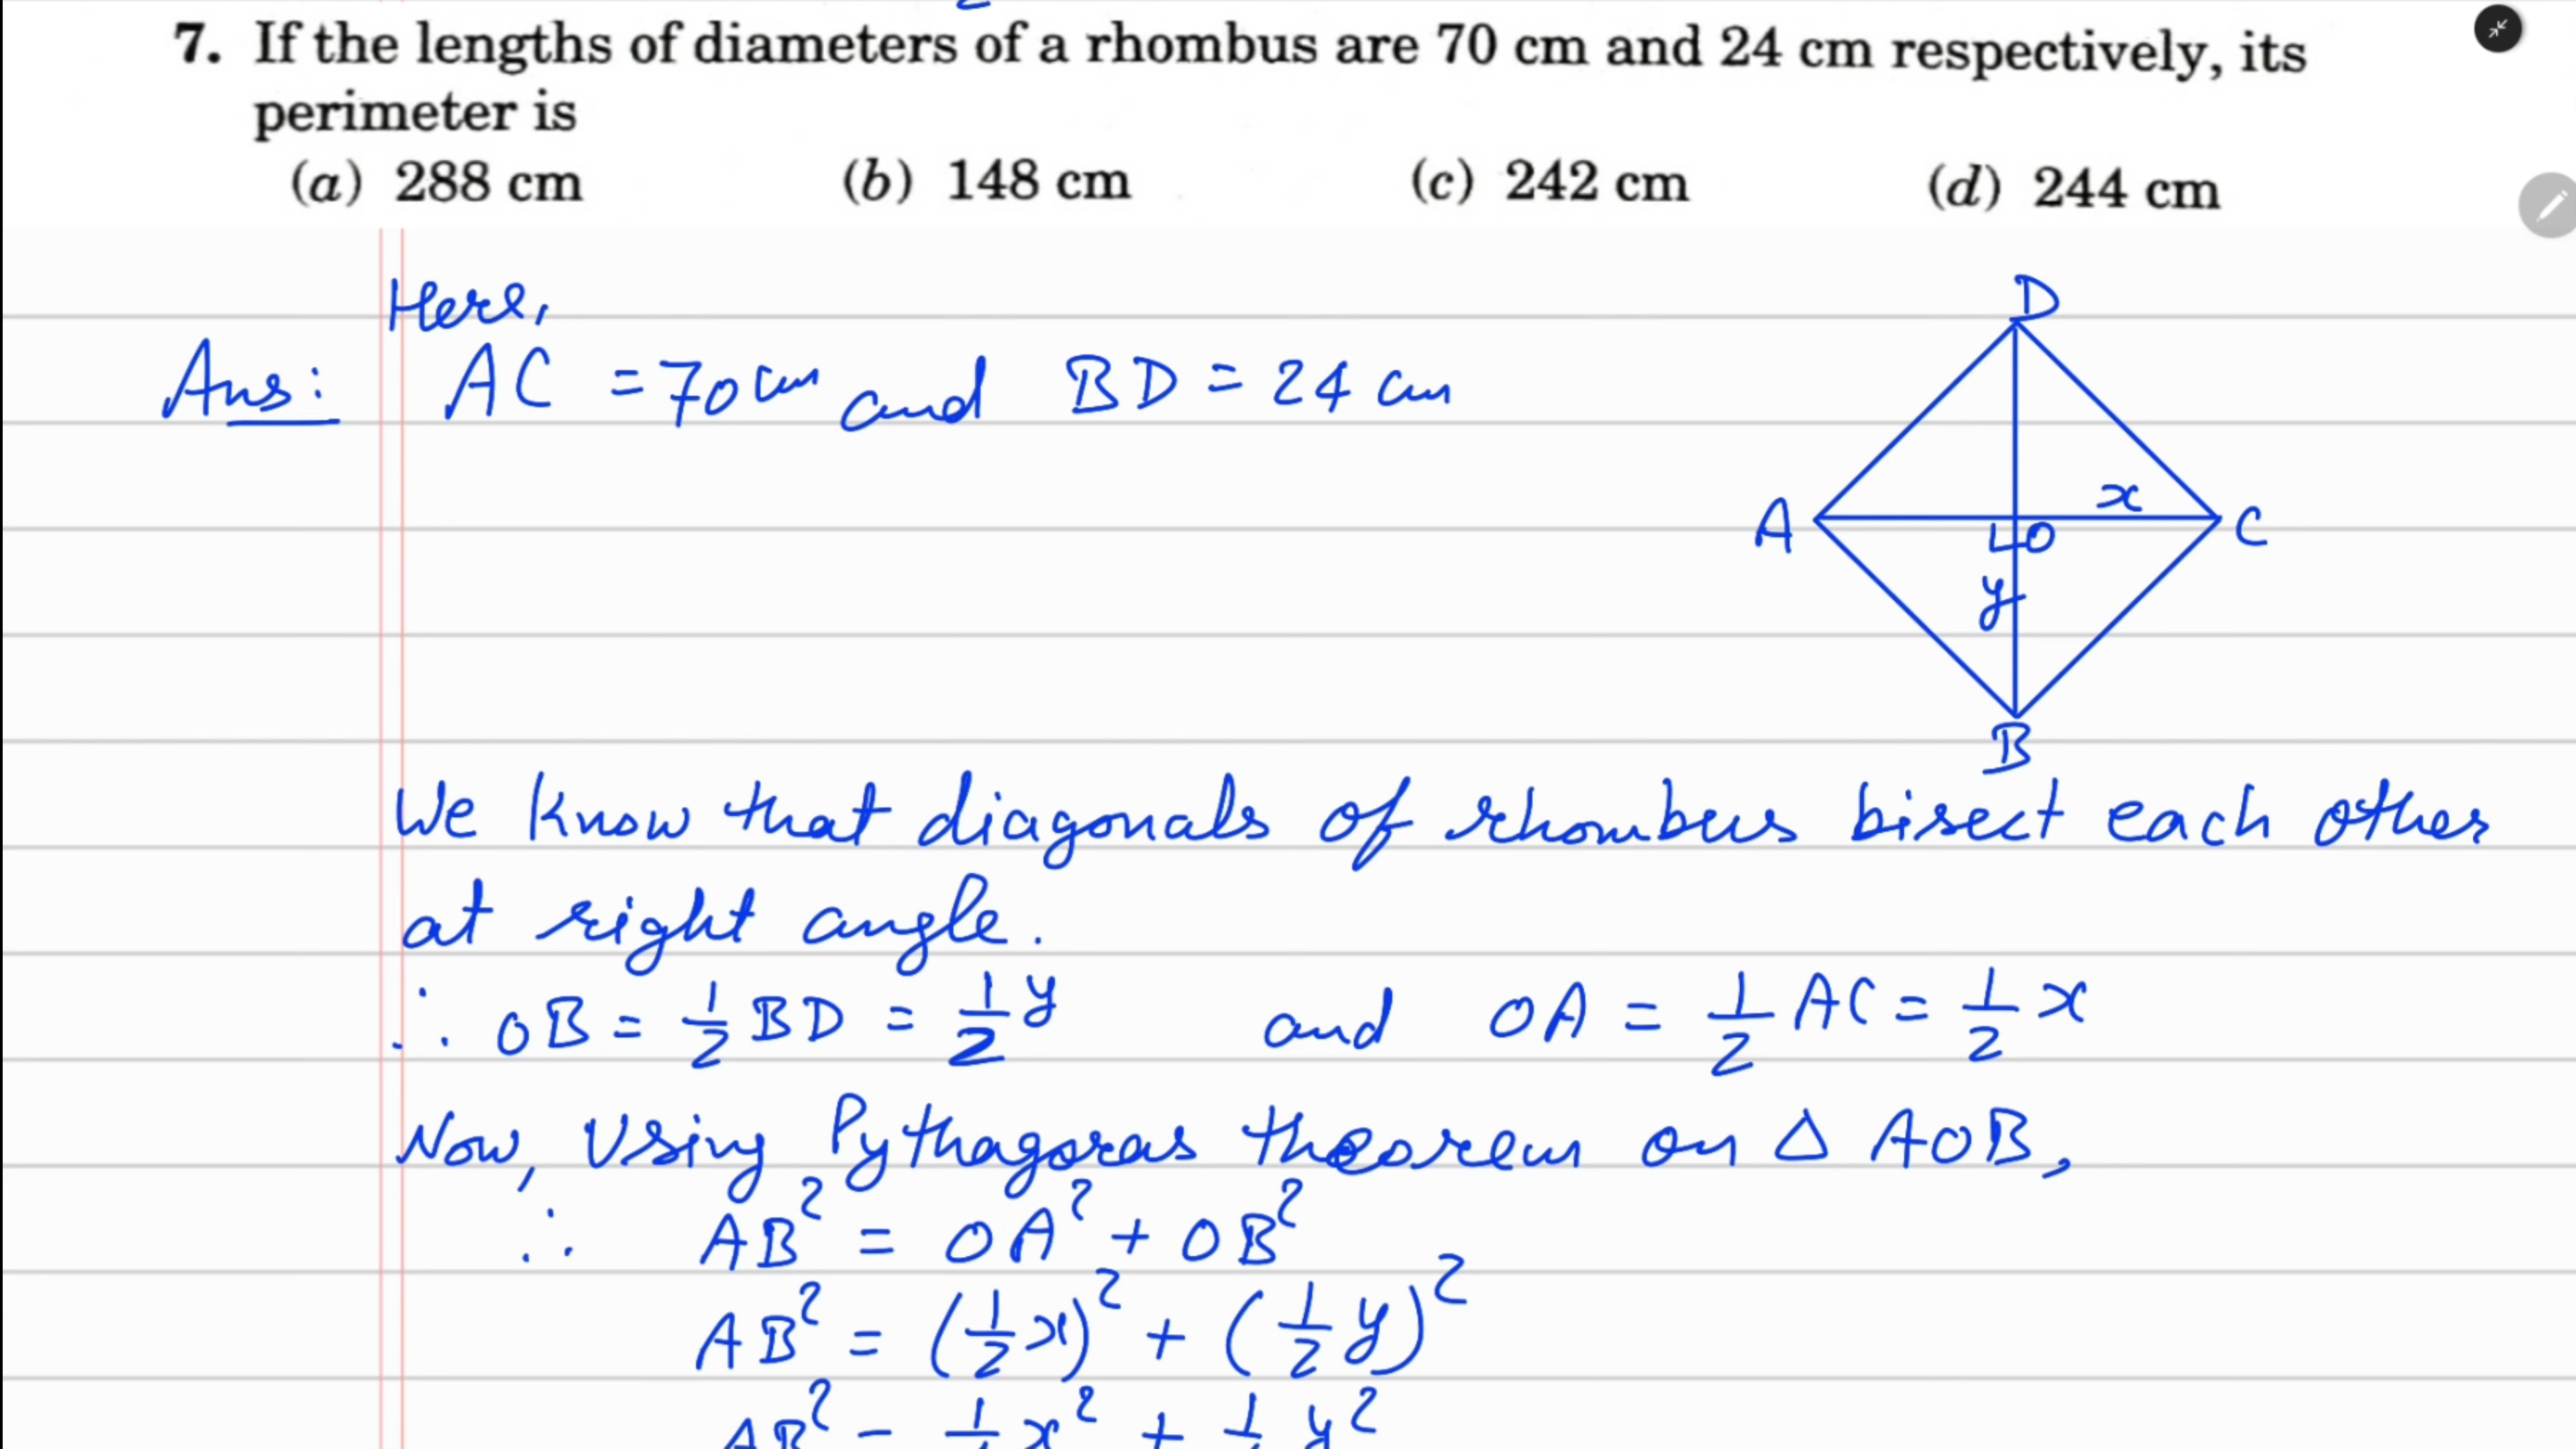 7. If the lengths of diameters of a rhombus are 70 cm and 24 cm respectively, its
perimeter is
(a) 288 cm (b) 148 cm (c) 242 cm (d) 244 cm
Here,
Ans: AC = 70 cm and BD = 24 cm
D
A x C
O
y
B
We know that diagonals of rhombus bisect each other
at right angle.
∴ OB = 1/2 BD = 1/2 y and OA = 1/2 AC = 1/2 x
Now, Using Pythagoras theorem on Δ AOB,
∴ AB² = OA² + OB²
AB² = (1/2 x)² + (1/2 y)²